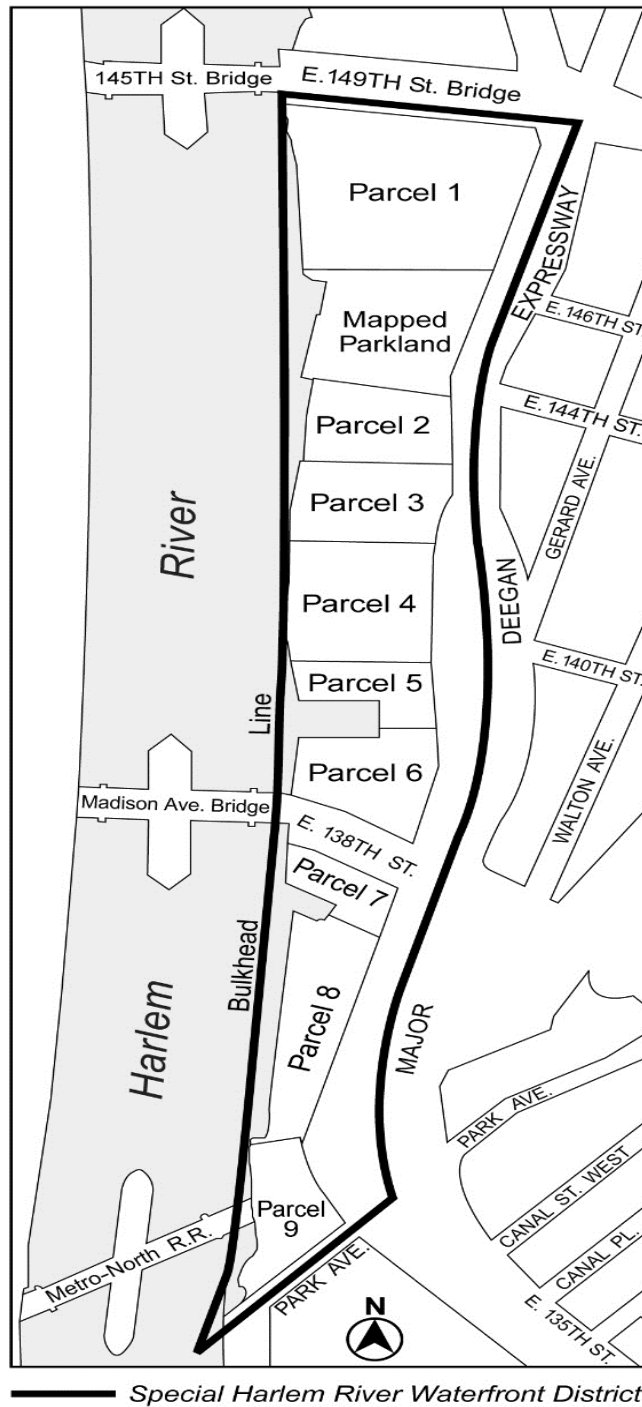 145TH St. Bridge
E. 149TH St. Bridge
Parcel 1
EXPRESSWAY
E. 146TH ST.
Mapped
Parkland
E. 144TH ST.
Parcel 2
GERARD AVE.
Parcel 3
River
DEEGAN
Parcel 4
E. 140TH ST.
Parcel 5
Line
WALTON AVE.
Parcel 6
Madison Ave. Bridge
E. 138TH ST.
Parcel 7
Bulkhead
Harlem
Parcel 8
MAJOR
PARK AVE.
CANAL ST. WEST
CANAL PL.
E. 135TH ST.
Parcel
9
Metro-North R.R.
PARK AVE.
N
Special Harlem River Waterfront District